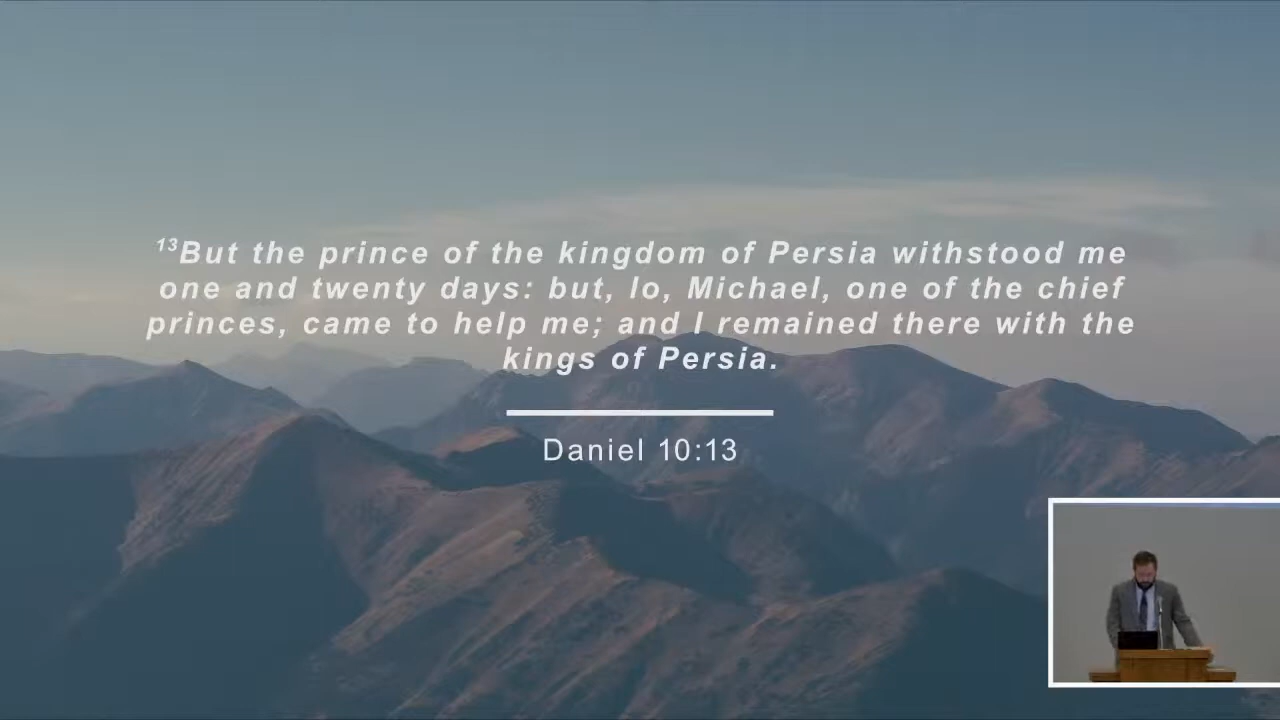 ¹³But the prince of the kingdom of Persia withstood me
one and twenty days: but, lo, Michael, one of the chief
princes, came to help me; and I remained there with the
kings of Persia.
Daniel 10:13